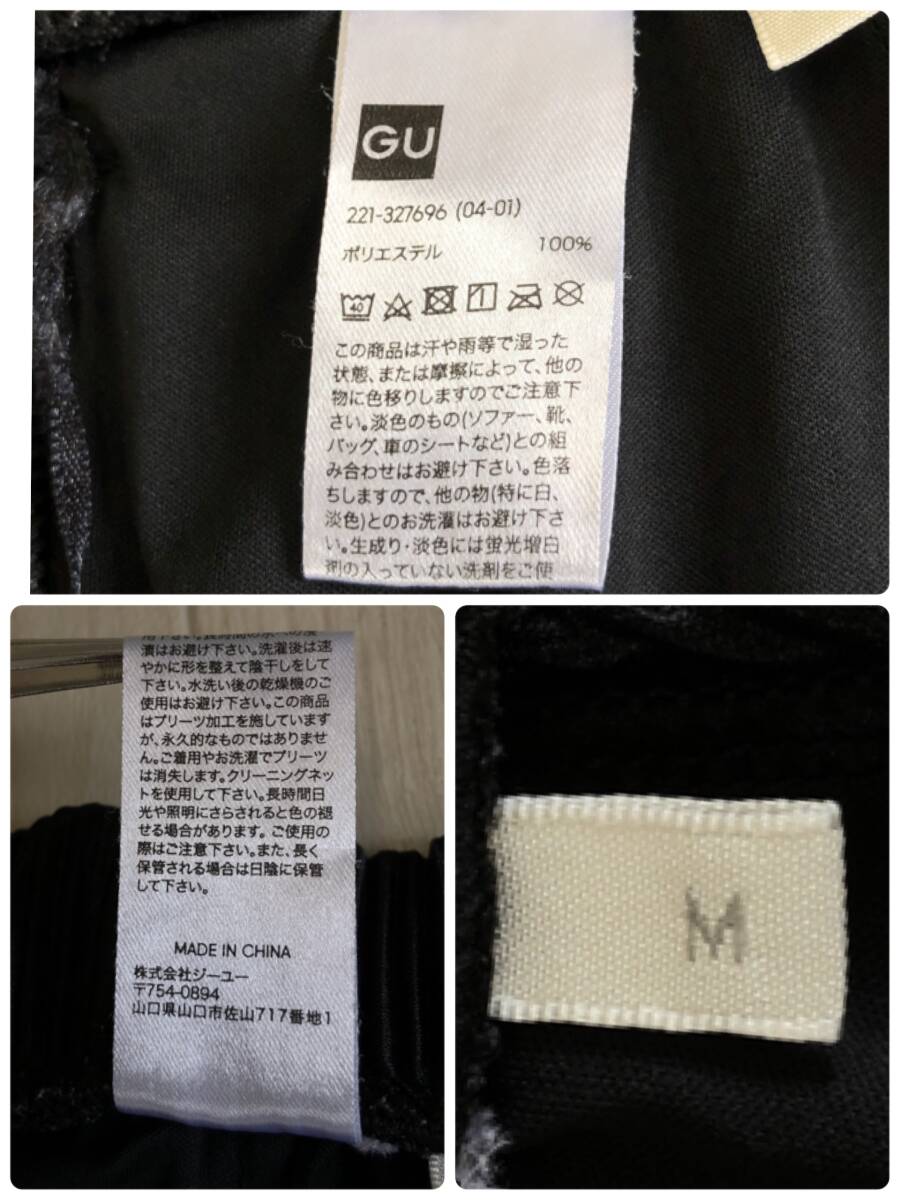 GU
221-327696 (04-01)
ポリエステル 100%
40
この商品は汗や雨等で湿った
状態、または摩擦によって、他の
物に色移りしますのでご注意下
さい。淡色のもの(ソファー、靴、
バッグ、車のシートなど)との組
み合わせはお避け下さい。色落
ちしますので、他の物(特に白、
淡色)とのお洗濯はお避け下さ
い。生成り・淡色には蛍光増白
剤の入っていない洗剤をご使
用下さい。長時間の水への浸
漬はお避け下さい。洗濯後は速
やかに形を整えて陰干しをして
下さい。水洗い後の乾燥機のご
使用はお避け下さい。この商品
はプリーツ加工を施しています
が、永久的なものではありませ
ん。ご着用やお洗濯でプリーツ
は消失します。クリーニングネッ
トを使用して下さい。長時間日
光や照明にさらされると色の褪
せる場合があります。ご使用の
際はご注意下さい。また、長く
保管される場合は日陰に保管
して下さい。
MADE IN CHINA
株式会社ジーユー
〒754-0894
山口県山口市佐山717番地1
M